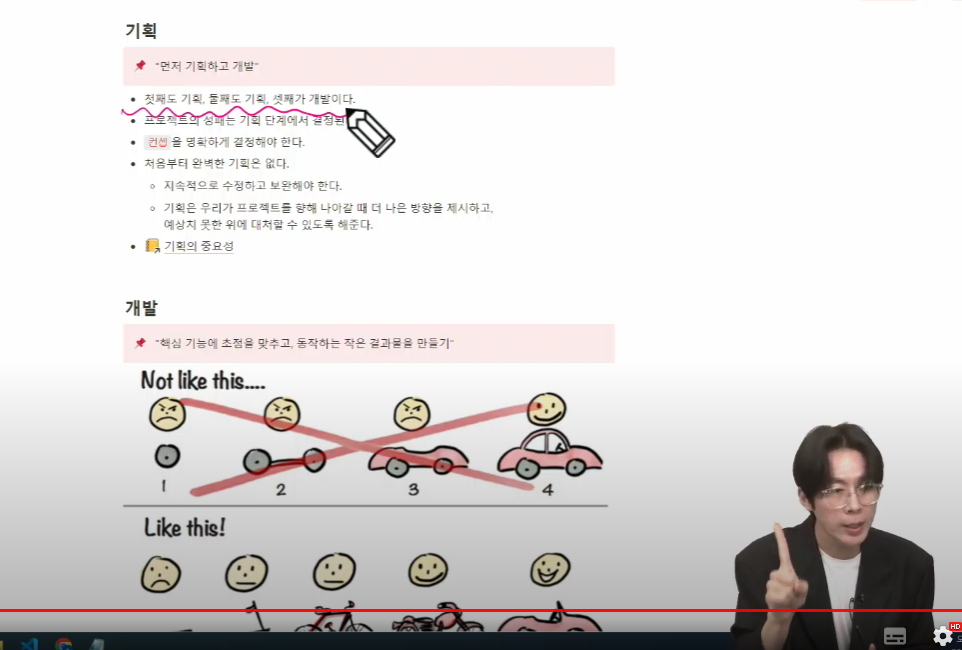 기획
"먼저 기획하고 개발"
첫째도 기획, 둘째도 기획, 셋째가 개발이다.
프로젝트의 성패는 기획 단계에서 결정된
컨셉을 명확하게 결정해야 한다.
처음부터 완벽한 기획은 없다.
지속적으로 수정하고 보완해야 한다.
기획은 우리가 프로젝트를 향해 나아갈 때 더 나은 방향을 제시하고,
예상치 못한 위에 대처할 수 있도록 해준다.
기획의 중요성
개발
"핵심 기능에 초점을 맞추고, 동작하는 작은 결과물을 만들기"
Not like this....
1 2 3 4
Like this!
HD